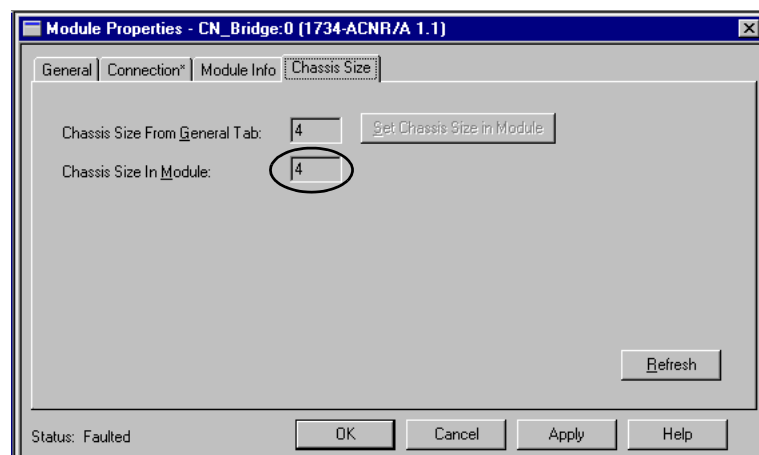 Module Properties - CN_Bridge:0 (1734-ACNR/A 1.1)
General Connection* Module Info Chassis Size
Chassis Size From General Tab: 4 Set Chassis Size in Module
Chassis Size In Module: 4
Refresh
Status: Faulted OK Cancel Apply Help